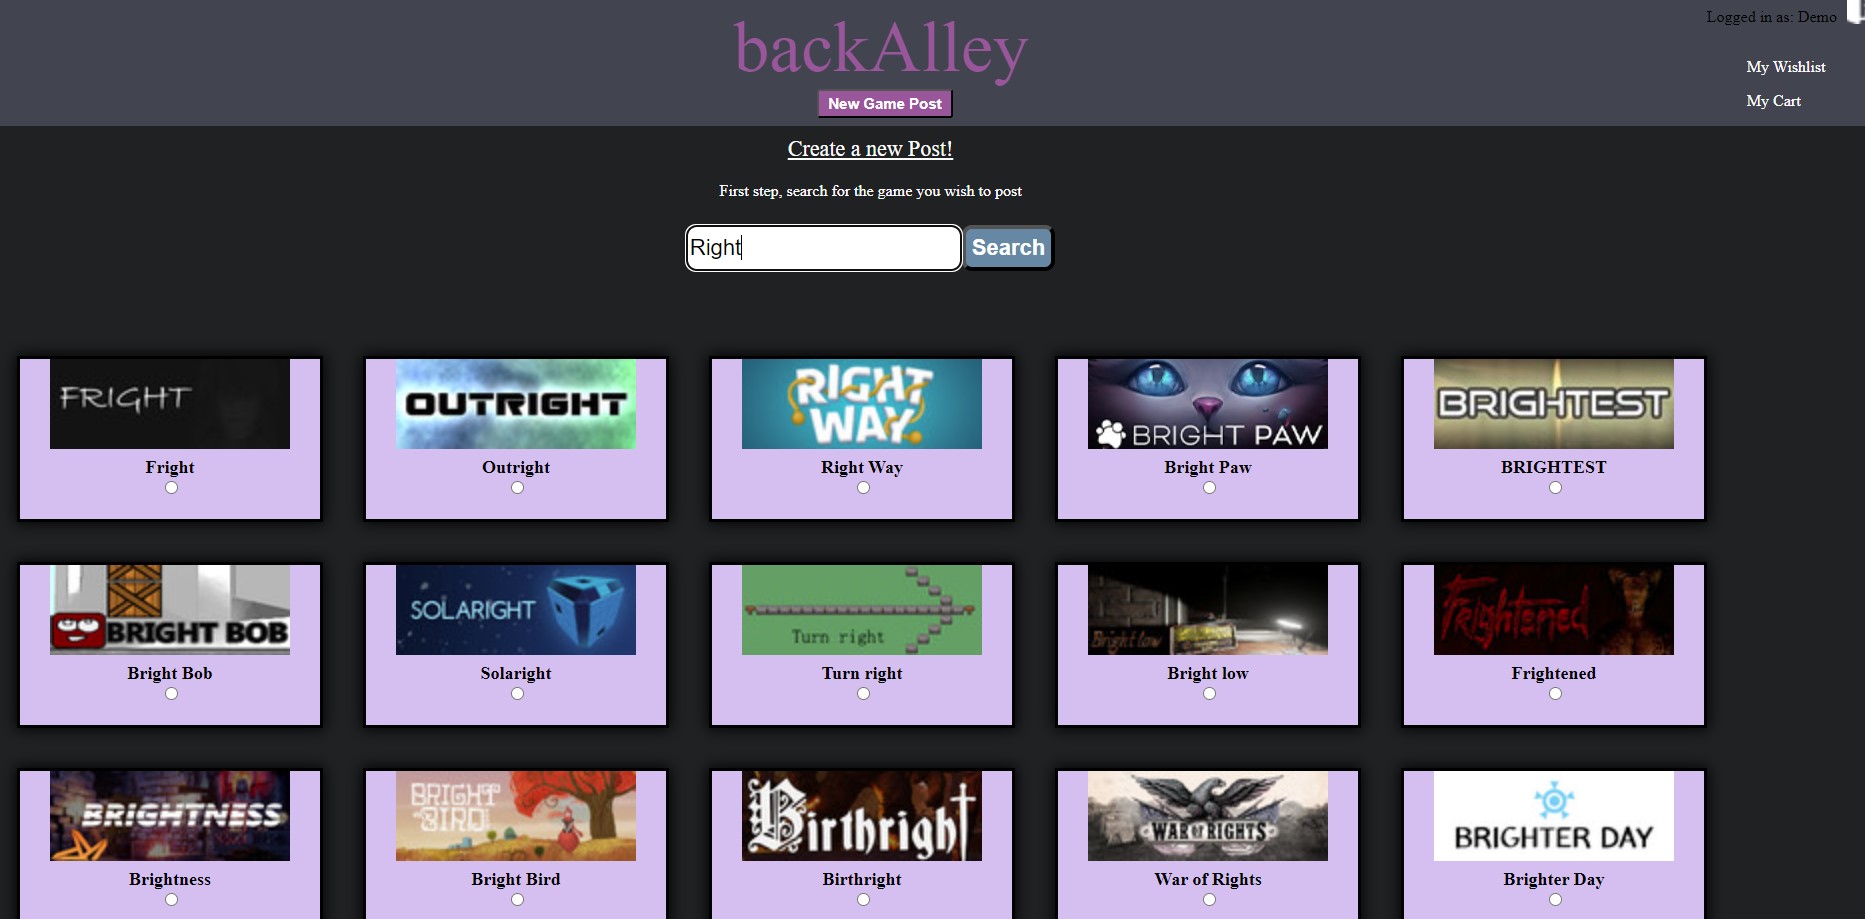 Logged in as: Demo
backAlley
My Wishlist
New Game Post
My Cart
Create a new Post!
First step, search for the game you wish to post
Right
Search
FRIGHT
Fright
OUTRIGHT
Outright
RIGHT
WAY
Right Way
BRIGHT PAW
Bright Paw
BRIGHTEST
BRIGHTEST
BRIGHT BOB
Bright Bob
SOLARIGHT
Solaright
Turn right
Turn right
Bright low
Bright low
Frightened
Frightened
BRIGHTNESS
Brightness
BRIGHT
BIRD
Bright Bird
Birthright
Birthright
WAR OF RIGHTS
War of Rights
BRIGHTER DAY
Brighter Day